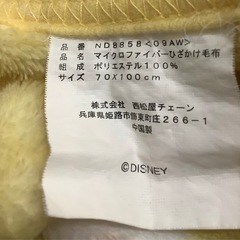 品番 ND8858<09AW>
品名 マイクロファイバーひざかけ毛布
組成 ポリエステル100%
サイズ 70X100cm
株式会社 西松屋チェーン
兵庫県姫路市飾東町庄266-1
中国製
©DISNEY